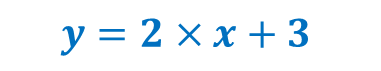 y = 2 × x + 3